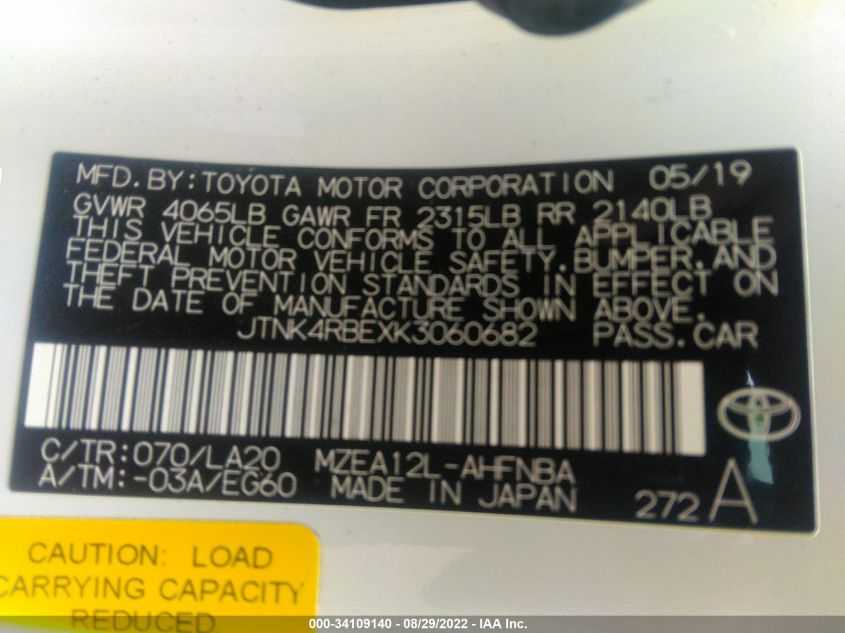 MFD.BY:TOYOTA MOTOR CORPORATION 05/19
GVWR 4065LB GAWR FR 2315LB RR 2140LB
THIS VEHICLE CONFORMS TO ALL APPLICABLE
FEDERAL MOTOR VEHICLE SAFETY,BUMPER,AND
THEFT PREVENTION STANDARDS IN EFFECT ON
THE DATE OF MANUFACTURE SHOWN ABOVE.
JTNK4RBEXK3060682 PASS.CAR
C/TR:070/LA20 MZEA12L-AHFNBA
A/TM:-03A/EG60 MADE IN JAPAN
272 A
CAUTION: LOAD
CARRYING CAPACITY
REDUCED
000-34109140 - 08/29/2022 - IAA Inc.